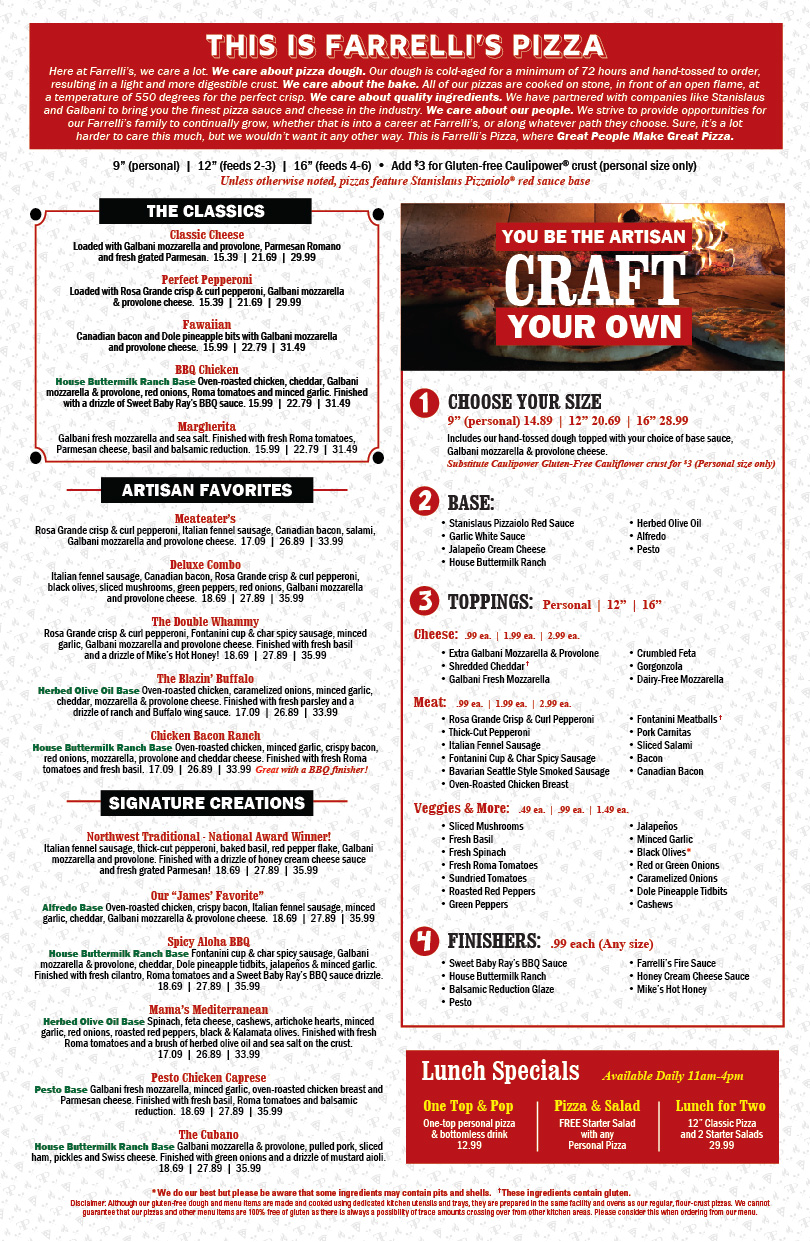 THIS IS FARRELLI'S PIZZA
Here at Farrelli's, we care a lot. We care about pizza dough. Our dough is cold-aged for a minimum of 72 hours and hand-tossed to order,
resulting in a light and more digestible crust. We care about the bake. All of our pizzas are cooked on stone, in front of an open flame, at
a temperature of 550 degrees for the perfect crisp. We care about quality ingredients. We have partnered with companies like Stanislaus
and Galbani to bring you the finest pizza sauce and cheese in the industry. We care about our people. We strive to provide opportunities for
our Farrelli's family to continually grow, whether that is into a career at Farrelli's, or along whatever path they choose. Sure, it's a lot
harder to care this much, but we wouldn't want it any other way. This is Farrelli's Pizza, where Great People Make Great Pizza.
9" (personal) | 12" (feeds 2-3) | 16" (feeds 4-6) • Add $3 for Gluten-free Caulipower® crust (personal size only)
Unless otherwise noted, pizzas feature Stanislaus Pizzaiolo® red sauce base
THE CLASSICS
Classic Cheese
Loaded with Galbani mozzarella and provolone, Parmesan Romano
and fresh grated Parmesan. 15.39 | 21.69 | 29.99
Perfect Pepperoni
Loaded with Rosa Grande crisp & curl pepperoni, Galbani mozzarella
& provolone cheese. 15.39 | 21.69 | 29.99
Fawaiian
Canadian bacon and Dole pineapple bits with Galbani mozzarella
and provolone cheese. 15.99 | 22.79 | 31.49
BBQ Chicken
House Buttermilk Ranch Base Oven-roasted chicken, cheddar, Galbani
mozzarella & provolone, red onions, Roma tomatoes and minced garlic. Finished
with a drizzle of Sweet Baby Ray's BBQ sauce. 15.99 | 22.79 | 31.49
Margherita
Galbani fresh mozzarella and sea salt. Finished with fresh Roma tomatoes,
Parmesan cheese, basil and balsamic reduction. 15.99 | 22.79 | 31.49
ARTISAN FAVORITES
Meateater's
Rosa Grande crisp & curl pepperoni, Italian fennel sausage, Canadian bacon, salami,
Galbani mozzarella and provolone cheese. 17.09 | 26.89 | 33.99
Deluxe Combo
Italian fennel sausage, Canadian bacon, Rosa Grande crisp & curl pepperoni,
black olives, sliced mushrooms, green peppers, red onions, Galbani mozzarella
and provolone cheese. 18.69 | 27.89 | 35.99
The Double Whammy
Rosa Grande crisp & curl pepperoni, Fontanini cup & char spicy sausage, minced
garlic, Galbani mozzarella and provolone cheese. Finished with fresh basil
and a drizzle of Mike's Hot Honey! 18.69 | 27.89 | 35.99
The Blazin' Buffalo
Herbed Olive Oil Base Oven-roasted chicken, caramelized onions, minced garlic,
cheddar, mozzarella and provolone cheese. Finished with fresh parsley and a
drizzle of ranch and Buffalo wing sauce. 17.09 | 26.89 | 33.99
Chicken Bacon Ranch
House Buttermilk Ranch Base Oven-roasted chicken, minced garlic, crispy bacon,
red onions, mozzarella, provolone and cheddar cheese. Finished with fresh Roma
tomatoes and fresh basil. 17.09 | 26.89 | 33.99 Great with a BBQ finisher!
SIGNATURE CREATIONS
Northwest Traditional - National Award Winner!
Italian fennel sausage, thick-cut pepperoni, baked basil, red pepper flake, Galbani
mozzarella and provolone. Finished with a drizzle of honey cream cheese sauce
and fresh grated Parmesan! 18.69 | 27.89 | 35.99
Our "James' Favorite"
Alfredo Base Oven-roasted chicken, crispy bacon, Italian fennel sausage, minced
garlic, cheddar, Galbani mozzarella & provolone cheese. 18.69 | 27.89 | 35.99
Spicy Aloha BBQ
House Buttermilk Ranch Base Fontanini cup & char spicy sausage, Galbani
mozzarella & provolone, cheddar, Dole pineapple tidbits, jalapeños & minced garlic.
Finished with fresh cilantro, Roma tomatoes and a Sweet Baby Ray's BBQ sauce drizzle.
18.69 | 27.89 | 35.99
Mama's Mediterranean
Herbed Olive Oil Base Spinach, feta cheese, cashews, artichoke hearts, minced
garlic, red onions, roasted red peppers, black & Kalamata olives. Finished with fresh
Roma tomatoes and a brush of herbed olive oil and sea salt on the crust.
17.09 | 26.89 | 33.99
Pesto Chicken Caprese
Pesto Base Galbani fresh mozzarella, minced garlic, oven-roasted chicken breast and
Parmesan cheese. Finished with fresh basil, Roma tomatoes and balsamic
reduction. 18.69 | 27.89 | 35.99
The Cubano
House Buttermilk Ranch Base Galbani mozzarella & provolone, pulled pork, sliced
ham, pickles and Swiss cheese. Finished with green onions and a drizzle of mustard aioli.
18.69 | 27.89 | 35.99
YOU BE THE ARTISAN
CRAFT
YOUR OWN
1 CHOOSE YOUR SIZE
9" (personal) 14.89 | 12" 20.69 | 16" 28.99
Includes our hand-tossed dough topped with your choice of base sauce,
Galbani mozzarella & provolone cheese.
Substitute Caulipower Gluten-Free Cauliflower crust for $3 (Personal size only)
2 BASE:
• Stanislaus Pizzaiolo Red Sauce
• Garlic White Sauce
• Jalapeño Cream Cheese
• House Buttermilk Ranch
• Herbed Olive Oil
• Alfredo
• Pesto
3 TOPPINGS: Personal | 12" | 16"
Cheese: .99 ea. | 1.99 ea. | 2.99 ea.
• Extra Galbani Mozzarella & Provolone
• Shredded Cheddar†
• Galbani Fresh Mozzarella
• Crumbled Feta
• Gorgonzola
• Dairy-Free Mozzarella
Meat: .99 ea. | 1.99 ea. | 2.99 ea.
• Rosa Grande Crisp & Curl Pepperoni
• Thick-Cut Pepperoni
• Italian Fennel Sausage
• Fontanini Cup & Char Spicy Sausage
• Bavarian Seattle Style Smoked Sausage
• Oven-Roasted Chicken Breast
• Fontanini Meatballs†
• Pork Carnitas
• Sliced Salami
• Bacon
• Canadian Bacon
Veggies & More: .49 ea. | .99 ea. | 1.49 ea.
• Sliced Mushrooms
• Fresh Basil
• Fresh Spinach
• Fresh Roma Tomatoes
• Sundried Tomatoes
• Roasted Red Peppers
• Green Peppers
• Jalapeños
• Minced Garlic
• Black Olives*
• Red or Green Onions
• Caramelized Onions
• Dole Pineapple Tidbits
• Cashews
4 FINISHERS: .99 each (Any size)
• Sweet Baby Ray's BBQ Sauce
• House Buttermilk Ranch
• Balsamic Reduction Glaze
• Pesto
• Farrelli's Fire Sauce
• Honey Cream Cheese Sauce
• Mike's Hot Honey
Lunch Specials Available Daily 11am-4pm
One Top & Pop
One-top personal pizza
& bottomless drink
12.99
Pizza & Salad
FREE Starter Salad
with any
Personal Pizza
Lunch for Two
12" Classic Pizza
and 2 Starter Salads
29.99
*We do our best but please be aware that some ingredients may contain pits and shells. †These ingredients contain gluten.
Disclaimer: Although our gluten-free dough and menu items are made and cooked using dedicated kitchen utensils and trays, they are prepared in the same facility and ovens as our regular, flour-crust pizzas. We cannot
guarantee that our pizzas and other menu items are 100% free of gluten as there is always a possibility of trace amounts crossing over from other kitchen areas. Please consider this when ordering from our menu.